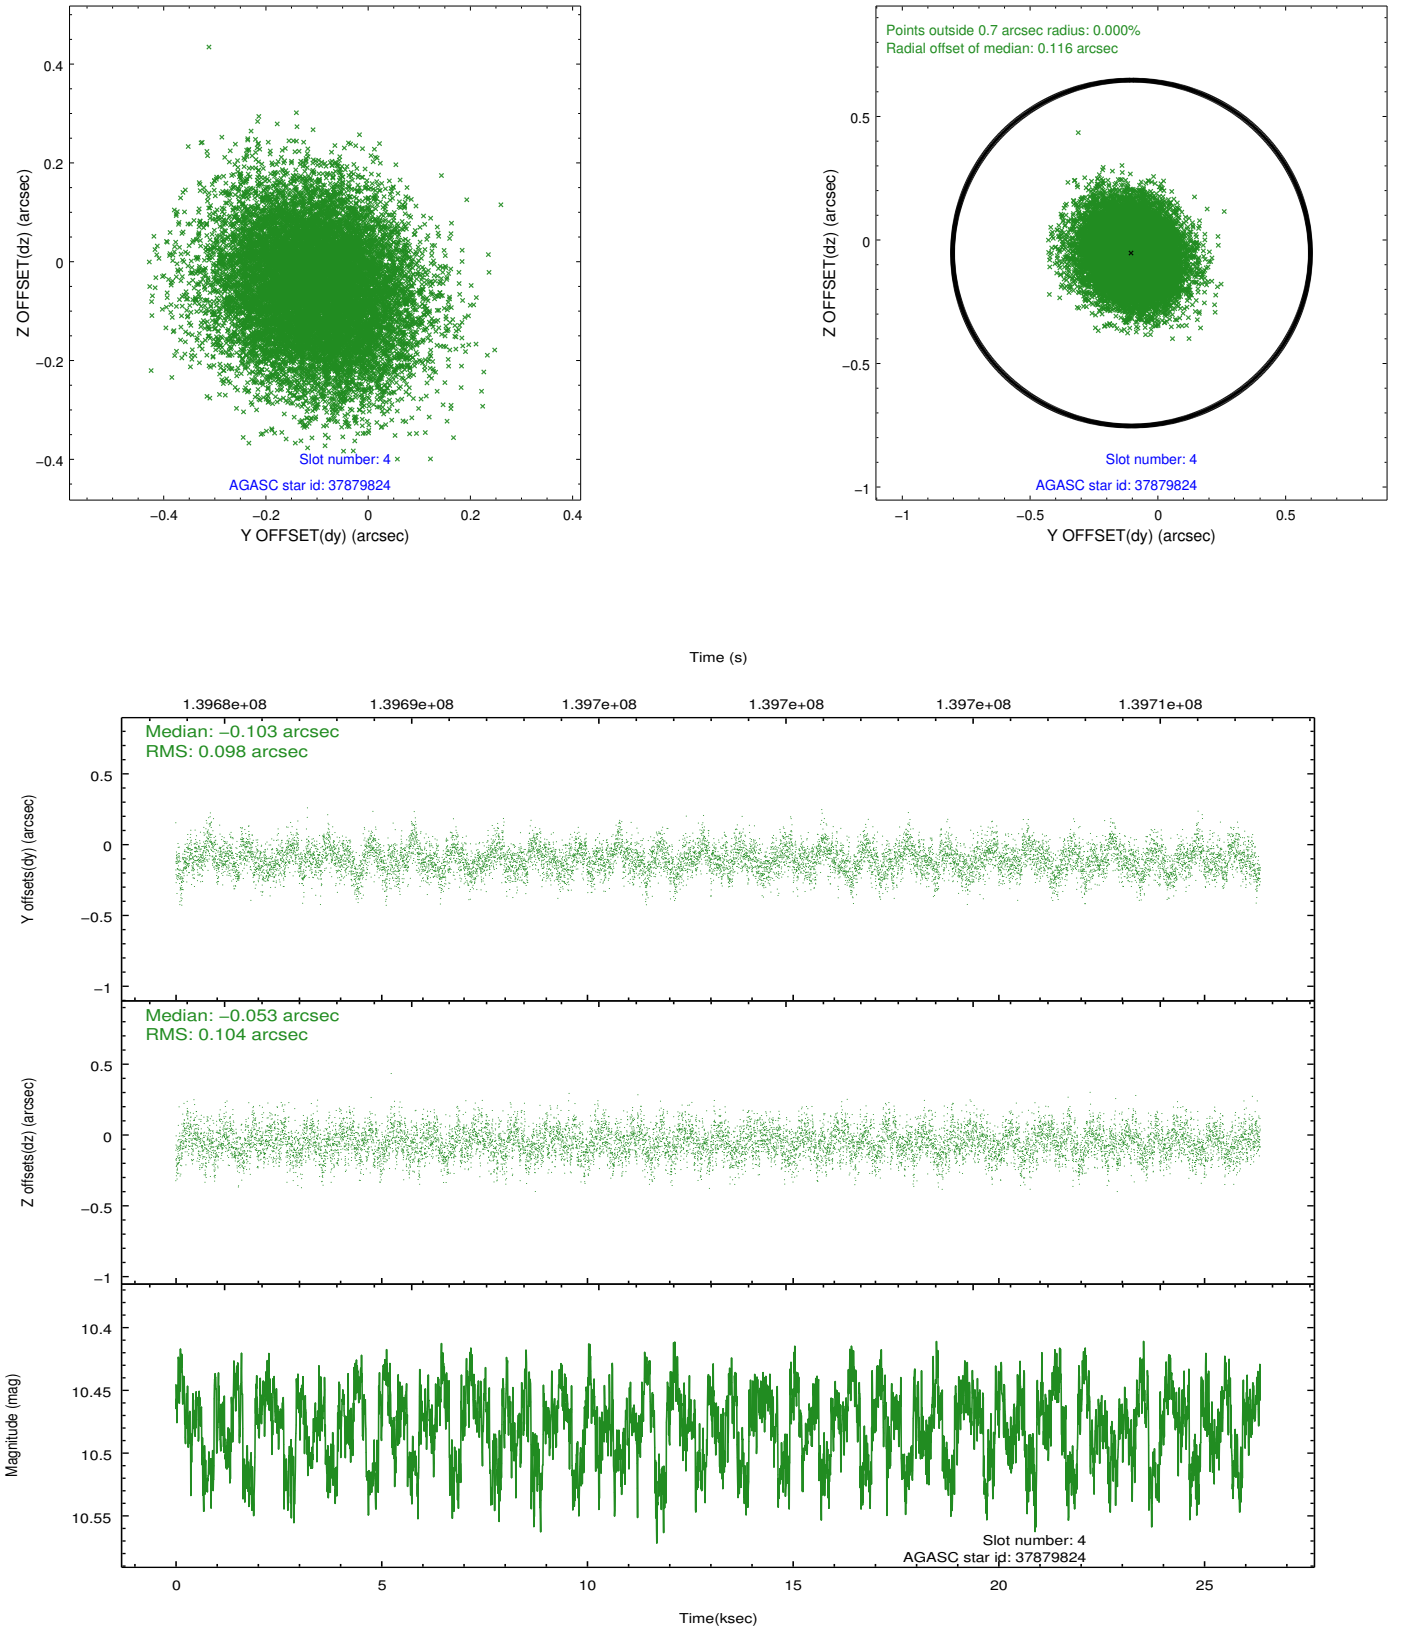 0.4
0.2
0
−0.2
−0.4
Z OFFSET(dz) (arcsec)
Slot number: 4
AGASC star id: 37879824
−0.4 −0.2 0 0.2 0.4
Y OFFSET(dy) (arcsec)
Points outside 0.7 arcsec radius: 0.000%
Radial offset of median: 0.116 arcsec
0.5
0
−0.5
−1
Z OFFSET(dz) (arcsec)
Slot number: 4
AGASC star id: 37879824
−1 −0.5 0 0.5
Y OFFSET(dy) (arcsec)
Time (s)
1.3968e+08 1.3969e+08 1.397e+08 1.397e+08 1.397e+08 1.3971e+08
Median: −0.103 arcsec
RMS: 0.098 arcsec
0.5
0
−0.5
−1
Y offsets(dy) (arcsec)
Median: −0.053 arcsec
RMS: 0.104 arcsec
0.5
0
−0.5
−1
Z offsets(dz) (arcsec)
10.4
10.45
10.5
10.55
Magnitude (mag)
Slot number: 4
AGASC star id: 37879824
0 5 10 15 20 25
Time(ksec)